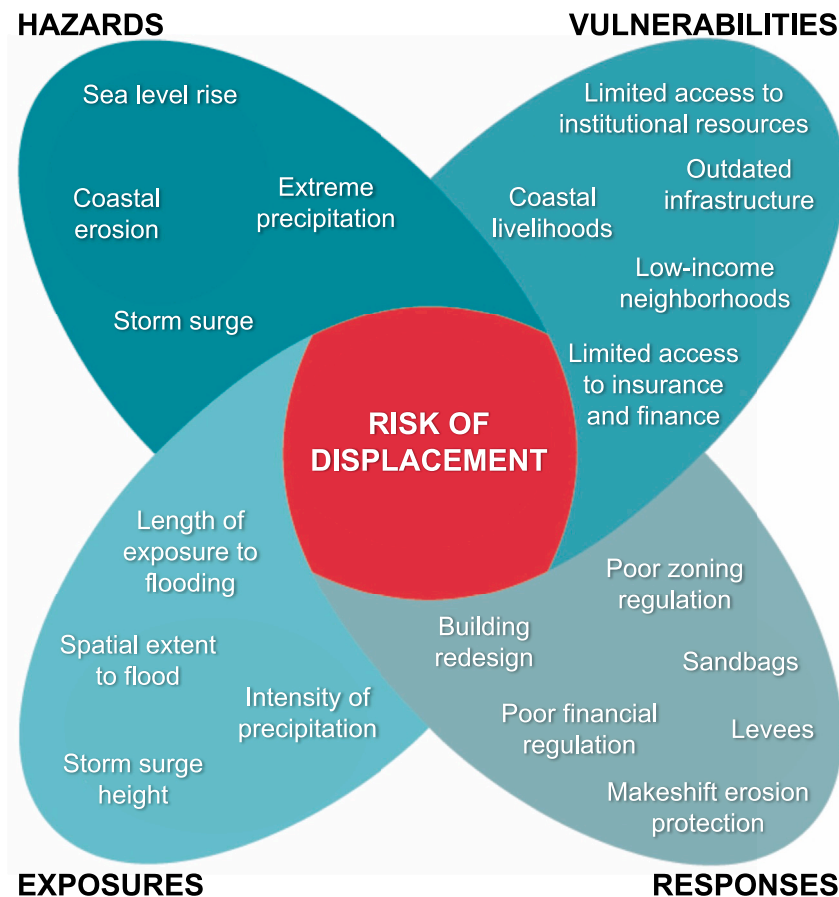 HAZARDS
Sea level rise
Coastal
erosion
Extreme
precipitation
Storm surge
VULNERABILITIES
Limited access to
institutional resources
Outdated
infrastructure
Coastal
livelihoods
Low-income
neighborhoods
Limited access
to insurance
and finance
RISK OF
DISPLACEMENT
Length of
exposure to
flooding
Spatial extent
to flood
Intensity of
precipitation
Storm surge
height
EXPOSURES
Poor zoning
regulation
Building
redesign
Sandbags
Poor financial
regulation
Levees
Makeshift erosion
protection
RESPONSES